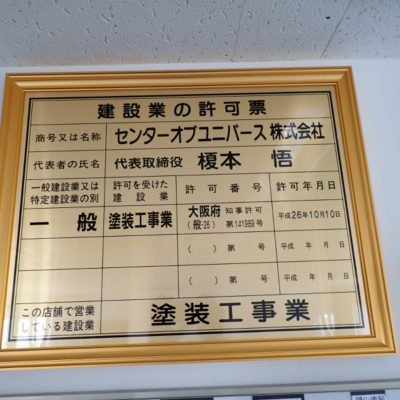 建設業の許可票
商号又は名称 センターオブユニバース株式会社
代表者の氏名 代表取締役 榎本 悟
一般建設業又は特定建設業の別 許可を受けた建設業 許可番号 許可年月日
一般 塗装工事業 大阪府 知事許可 (般-26) 第141989号 平成26年10月10日
( ) 第 号 平成 年 月 日
( ) 第 号 平成 年 月 日
この店舗で営業している建設業 塗装工事業